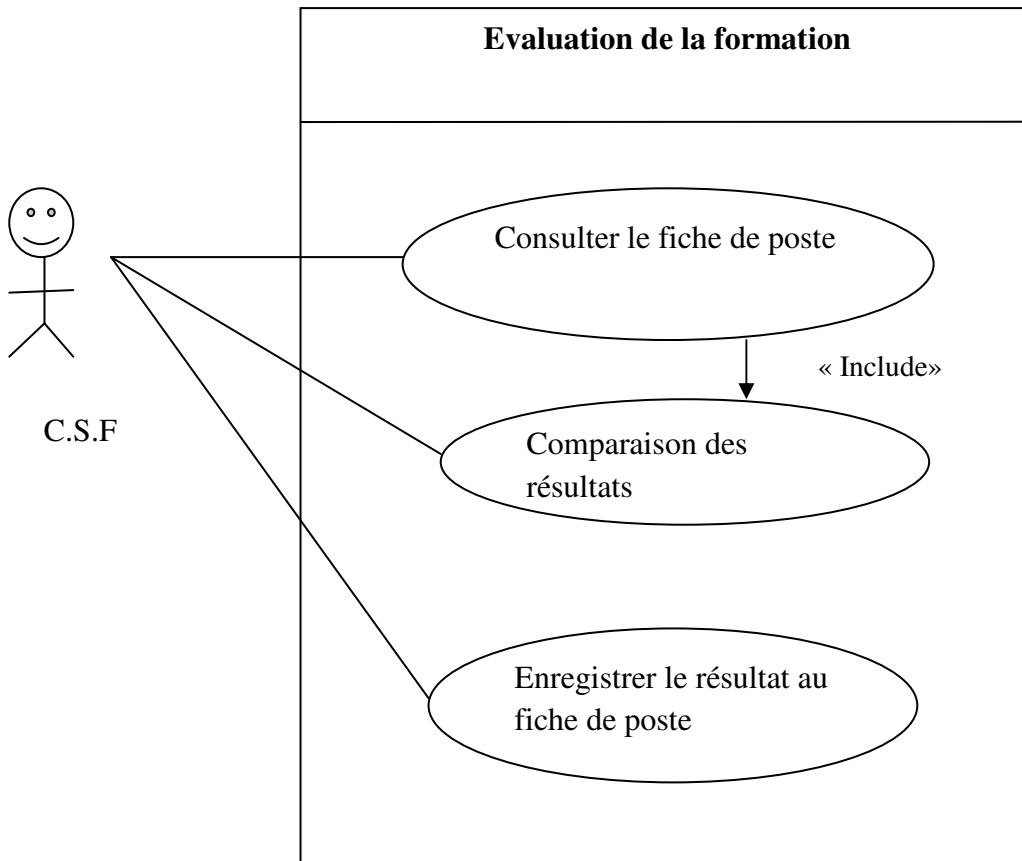 Evaluation de la formation
Consulter le fiche de poste
« Include»
C.S.F
Comparaison des
résultats
Enregistrer le résultat au
fiche de poste